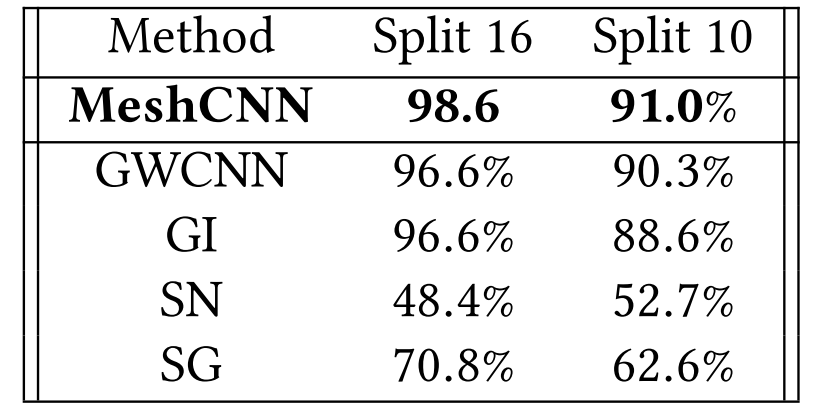 Method Split 16 Split 10
MeshCNN 98.6 91.0%
GWCNN 96.6% 90.3%
GI 96.6% 88.6%
SN 48.4% 52.7%
SG 70.8% 62.6%